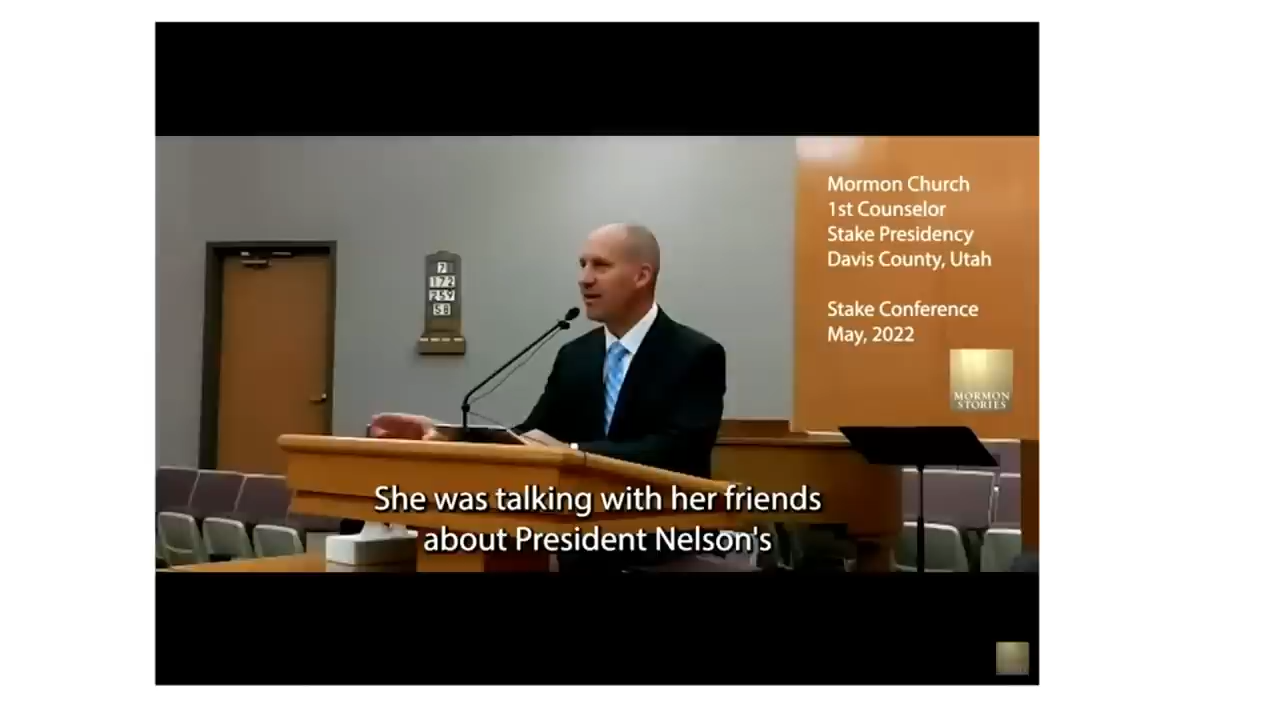 7
172
259
58
Mormon Church
1st Counselor
Stake Presidency
Davis County, Utah
Stake Conference
May, 2022
MORMON
STORIES
She was talking with her friends
about President Nelson's